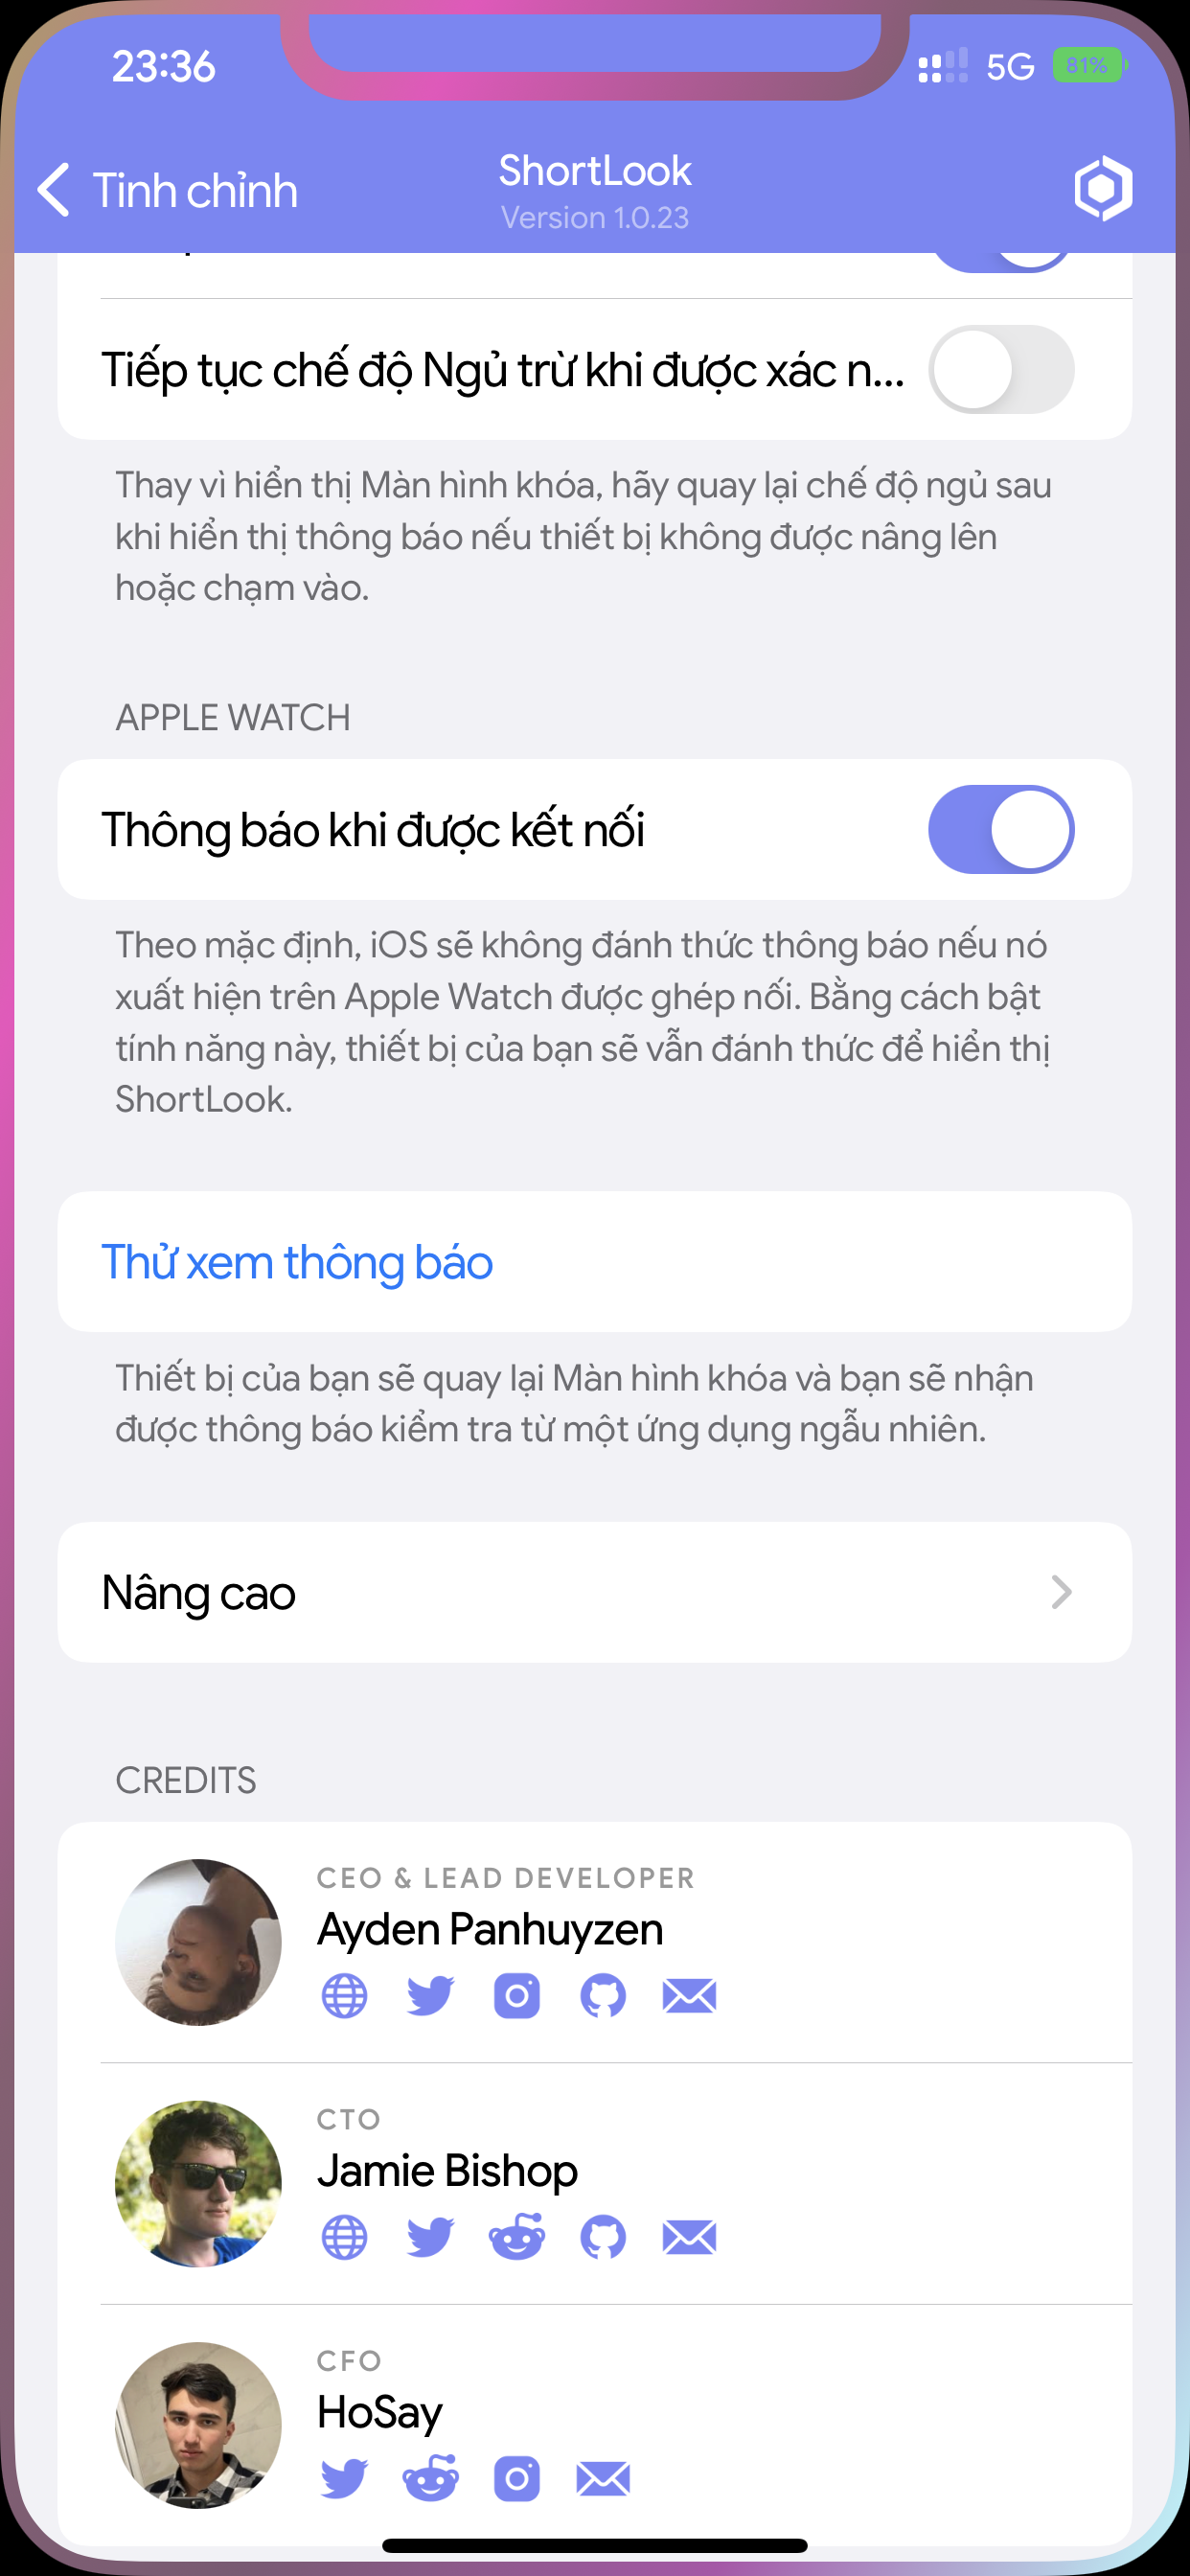 23:36
5G
81%
Tinh chỉnh
ShortLook
Version 1.0.23
Tiếp tục chế độ Ngủ trừ khi được xác n...
Thay vì hiển thị Màn hình khóa, hãy quay lại chế độ ngủ sau
khi hiển thị thông báo nếu thiết bị không được nâng lên
hoặc chạm vào.
APPLE WATCH
Thông báo khi được kết nối
Theo mặc định, iOS sẽ không đánh thức thông báo nếu nó
xuất hiện trên Apple Watch được ghép nối. Bằng cách bật
tính năng này, thiết bị của bạn sẽ vẫn đánh thức để hiển thị
ShortLook.
Thử xem thông báo
Thiết bị của bạn sẽ quay lại Màn hình khóa và bạn sẽ nhận
được thông báo kiểm tra từ một ứng dụng ngẫu nhiên.
Nâng cao
CREDITS
CEO & LEAD DEVELOPER
Ayden Panhuyzen
CTO
Jamie Bishop
CFO
HoSay